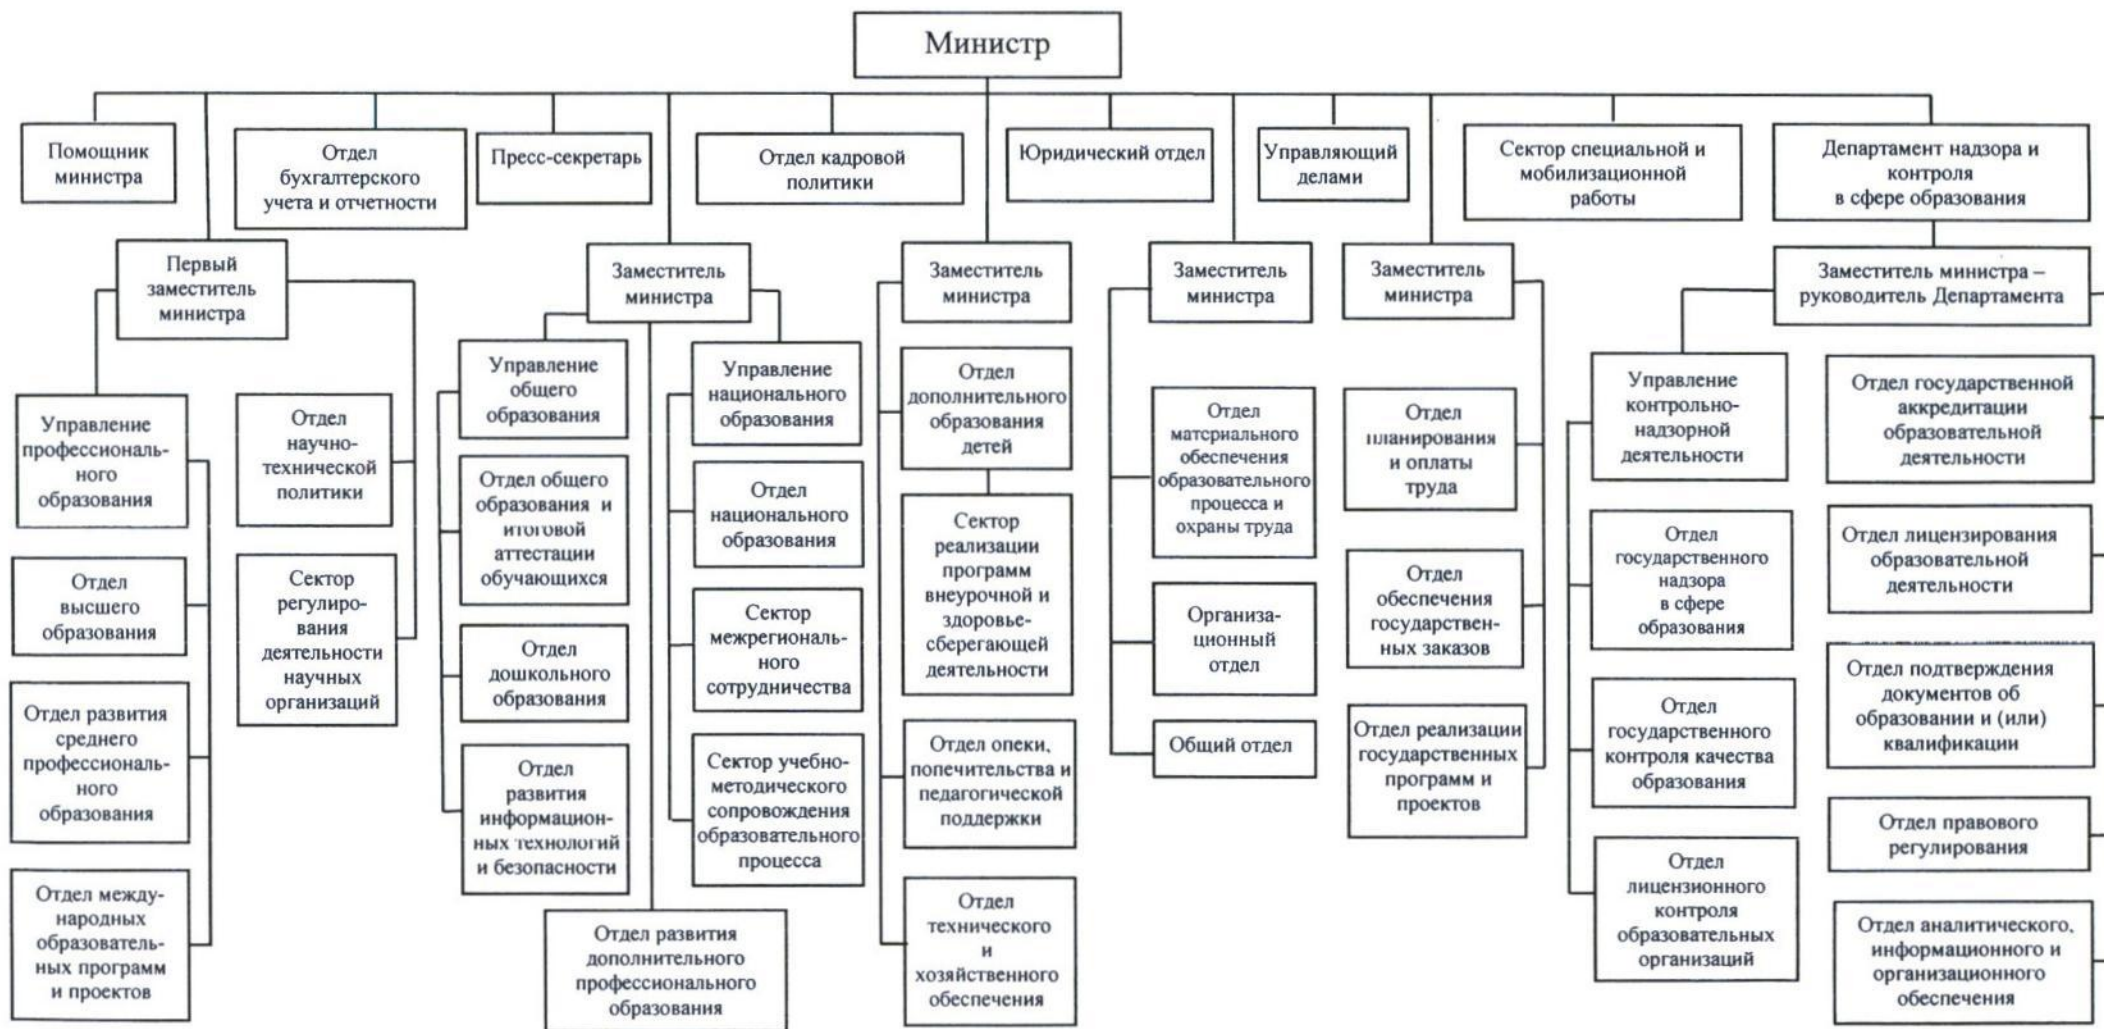 Министр
Помощник
министра
Отдел
бухгалтерского
учета и отчетности
Пресс-секретарь
Отдел кадровой
политики
Юридический отдел
Управляющий
делами
Сектор специальной и
мобилизационной
работы
Департамент надзора и
контроля
в сфере образования
Первый
заместитель
министра
Заместитель
министра
Заместитель
министра
Заместитель
министра
Заместитель
министра
Заместитель министра –
руководитель Департамента
Управление
профессиональ-
ного
образования
Отдел
высшего
образования
Отдел развития
среднего
профессиональ-
ного
образования
Отдел между-
народных
образователь-
ных программ
и проектов
Отдел
научно-
технической
политики
Сектор
регулиро-
вания
деятельности
научных
организаций
Управление
общего
образования
Отдел общего
образования и
итоговой
аттестации
обучающихся
Отдел
дошкольного
образования
Отдел
развития
информацион-
ных технологий
и безопасности
Отдел развития
дополнительного
профессионального
образования
Управление
национального
образования
Отдел
национального
образования
Сектор
межрегиональ-
ного
сотрудничества
Сектор учебно-
методического
сопровождения
образовательного
процесса
Отдел
дополнительного
образования
детей
Сектор
реализации
программ
внеурочной и
здоровье-
сберегающей
деятельности
Отдел опеки,
попечительства и
педагогической
поддержки
Отдел
технического
и
хозяйственного
обеспечения
Отдел
материального
обеспечения
образовательного
процесса и
охраны труда
Организа-
ционный
отдел
Общий отдел
Отдел
планирования
и оплаты
труда
Отдел
обеспечения
государствен-
ных заказов
Отдел реализации
государственных
программ и
проектов
Управление
контрольно-
надзорной
деятельности
Отдел
государственного
надзора
в сфере
образования
Отдел
государственного
контроля качества
образования
Отдел
лицензионного
контроля
образовательных
организаций
Отдел государственной
аккредитации
образовательной
деятельности
Отдел лицензирования
образовательной
деятельности
Отдел подтверждения
документов об
образовании и (или)
квалификации
Отдел правового
регулирования
Отдел аналитического,
информационного и
организационного
обеспечения